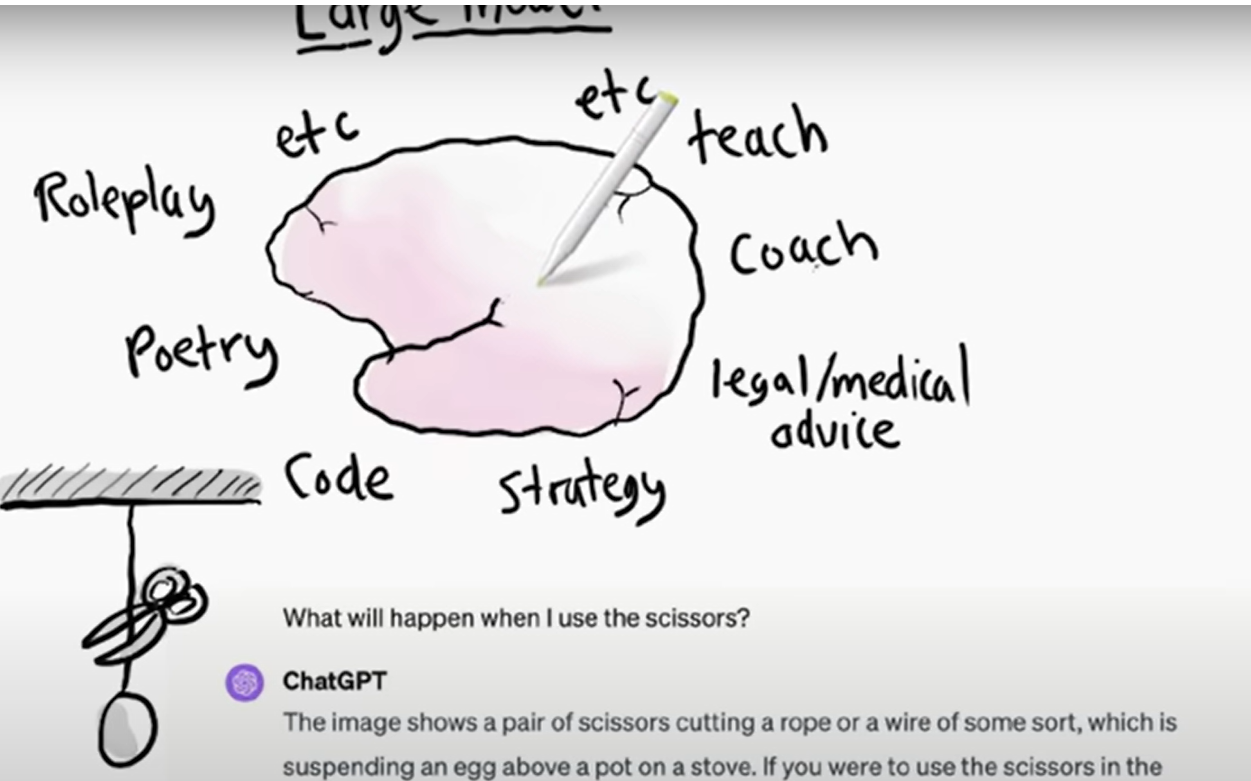 Large Model
etc
etc
teach
Roleplay
Coach
Poetry
legal/medical
advice
Code
Strategy
What will happen when I use the scissors?
ChatGPT
The image shows a pair of scissors cutting a rope or a wire of some sort, which is
suspending an egg above a pot on a stove. If you were to use the scissors in the